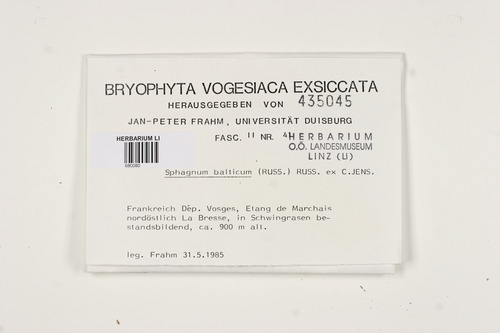 BRYOPHYTA VOGESIACA EXSICCATA
HERAUSGEGEBEN VON 435045
JAN-PETER FRAHM, UNIVERSITÄT DUISBURG
FASC. II NR. 4 HERBARIUM
O.Ö. LANDESMUSEUM
LINZ (LI)
HERBARIUM LI
Sphagnum balticum (RUSS.) RUSS. ex C.JENS.
Frankreich Dép. Vosges, Etang de Marchais
nordöstlich La Bresse, in Schwingrasen be-
standsbildend, ca. 900 m alt.
leg. Frahm 31.5.1985